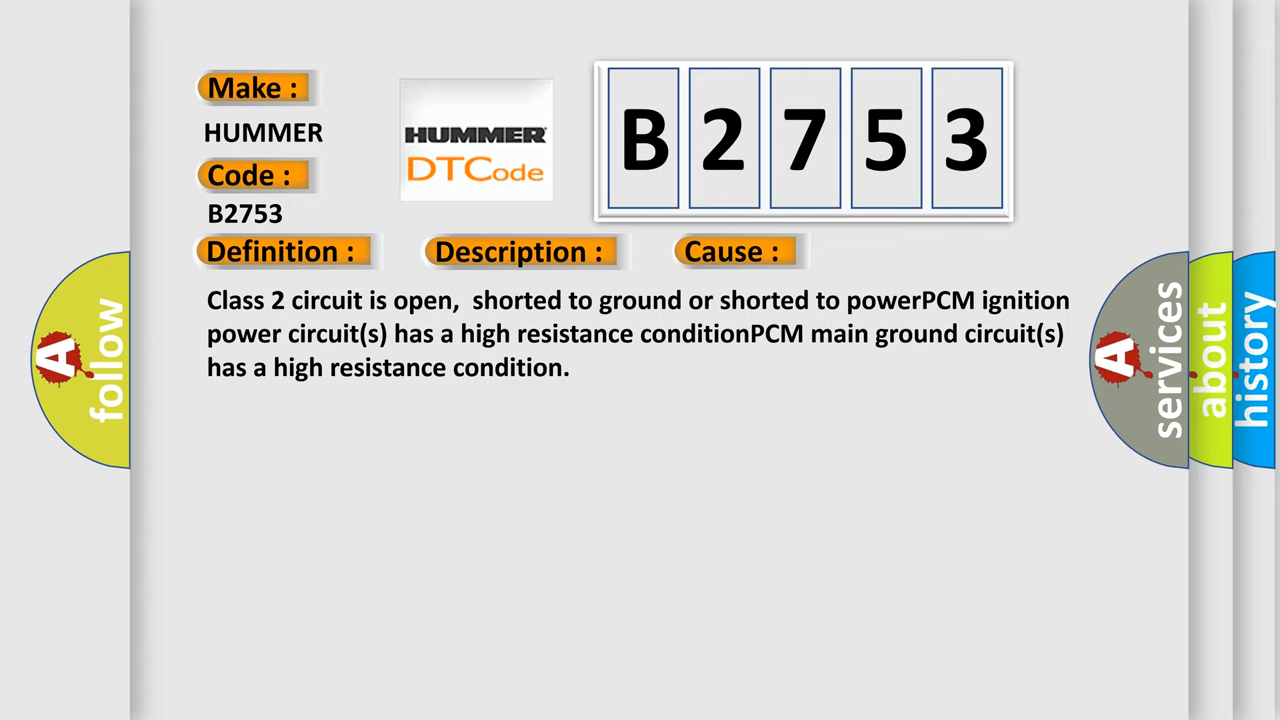 Make :
HUMMER
Code :
B2753
HUMMER
DTCode
B 2 7 5 3
Definition :
Description :
Cause :
Class 2 circuit is open,  shorted to ground or shorted to powerPCM ignition
power circuit(s) has a high resistance conditionPCM main ground circuit(s)
has a high resistance condition.
A follow
A services
about
history